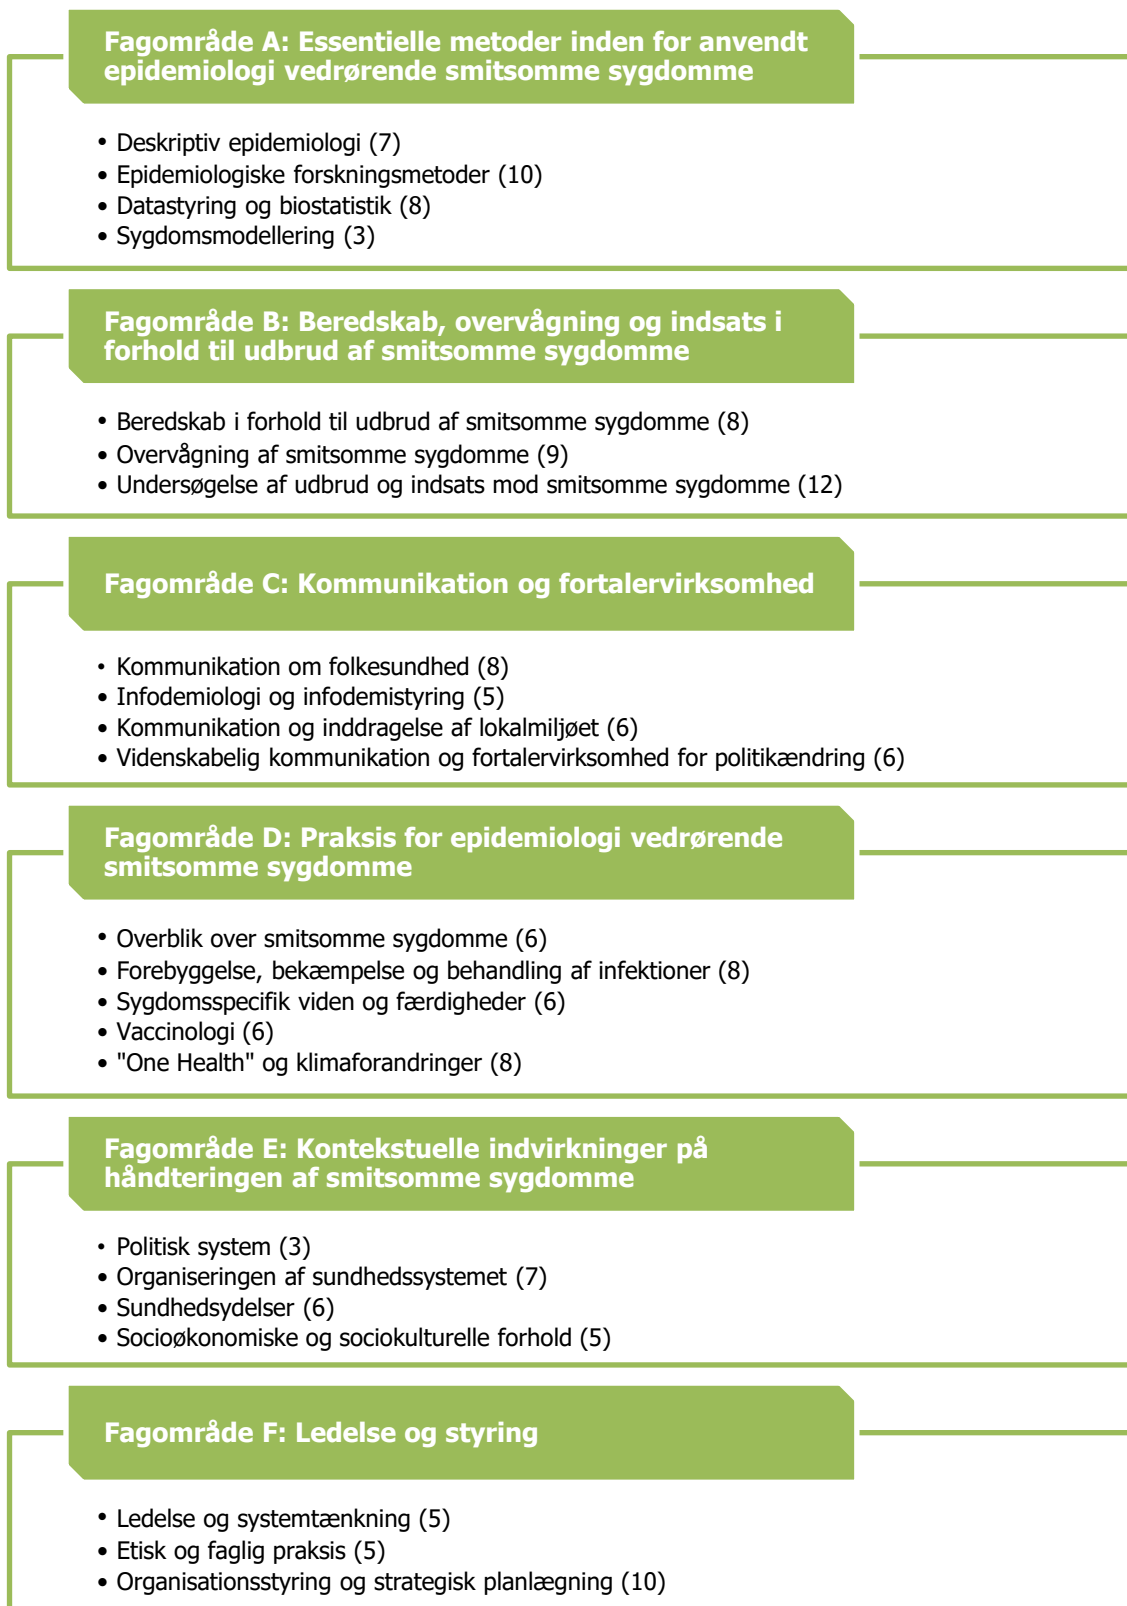 Fagområde A: Essentielle metoder inden for anvendt
epidemiologi vedrørende smitsomme sygdomme
• Deskriptiv epidemiologi (7)
• Epidemiologiske forskningsmetoder (10)
• Datastyring og biostatistik (8)
• Sygdomsmodellering (3)
Fagområde B: Beredskab, overvågning og indsats i
forhold til udbrud af smitsomme sygdomme
• Beredskab i forhold til udbrud af smitsomme sygdomme (8)
• Overvågning af smitsomme sygdomme (9)
• Undersøgelse af udbrud og indsats mod smitsomme sygdomme (12)
Fagområde C: Kommunikation og fortalervirksomhed
• Kommunikation om folkesundhed (8)
• Infodemiologi og infodemistyring (5)
• Kommunikation og inddragelse af lokalmiljøet (6)
• Videnskabelig kommunikation og fortalervirksomhed for politikændring (6)
Fagområde D: Praksis for epidemiologi vedrørende
smitsomme sygdomme
• Overblik over smitsomme sygdomme (6)
• Forebyggelse, bekæmpelse og behandling af infektioner (8)
• Sygdomsspecifik viden og færdigheder (6)
• Vaccinologi (6)
• "One Health" og klimaforandringer (8)
Fagområde E: Kontekstuelle indvirkninger på
håndteringen af smitsomme sygdomme
• Politisk system (3)
• Organiseringen af sundhedssystemet (7)
• Sundhedsydelser (6)
• Socioøkonomiske og sociokulturelle forhold (5)
Fagområde F: Ledelse og styring
• Ledelse og systemtænkning (5)
• Etisk og faglig praksis (5)
• Organisationsstyring og strategisk planlægning (10)